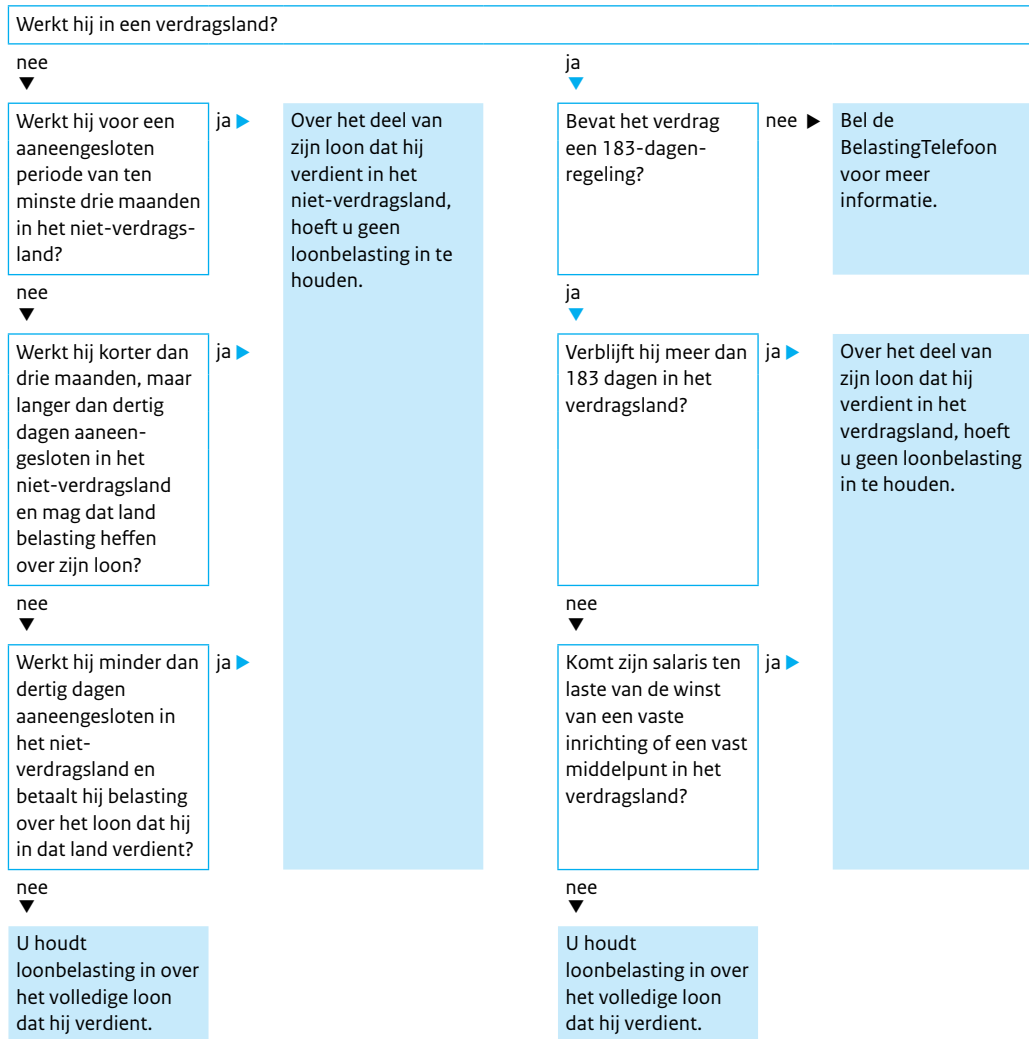 Werkt hij in een verdragsland?
nee
Werkt hij voor een
aaneengesloten
periode van ten
minste drie maanden
in het niet-verdrags-
land?
ja
Over het deel van
zijn loon dat hij
verdient in het
niet-verdragsland,
hoeft u geen
loonbelasting in te
houden.
nee
Werkt hij korter dan
drie maanden, maar
langer dan dertig
dagen aaneen-
gesloten in het
niet-verdragsland
en mag dat land
belasting heffen
over zijn loon?
ja
nee
Werkt hij minder dan
dertig dagen
aaneengesloten in
het niet-
verdragsland en
betaalt hij belasting
over het loon dat hij
in dat land verdient?
ja
nee
U houdt
loonbelasting in over
het volledige loon
dat hij verdient.
ja
Bevat het verdrag
een 183-dagen-
regeling?
nee
Bel de
BelastingTelefoon
voor meer
informatie.
ja
Verblijft hij meer dan
183 dagen in het
verdragsland?
ja
Over het deel van
zijn loon dat hij
verdient in het
verdragsland, hoeft
u geen loonbelasting
in te houden.
nee
Komt zijn salaris ten
laste van de winst
van een vaste
inrichting of een vast
middelpunt in het
verdragsland?
ja
nee
U houdt
loonbelasting in over
het volledige loon
dat hij verdient.